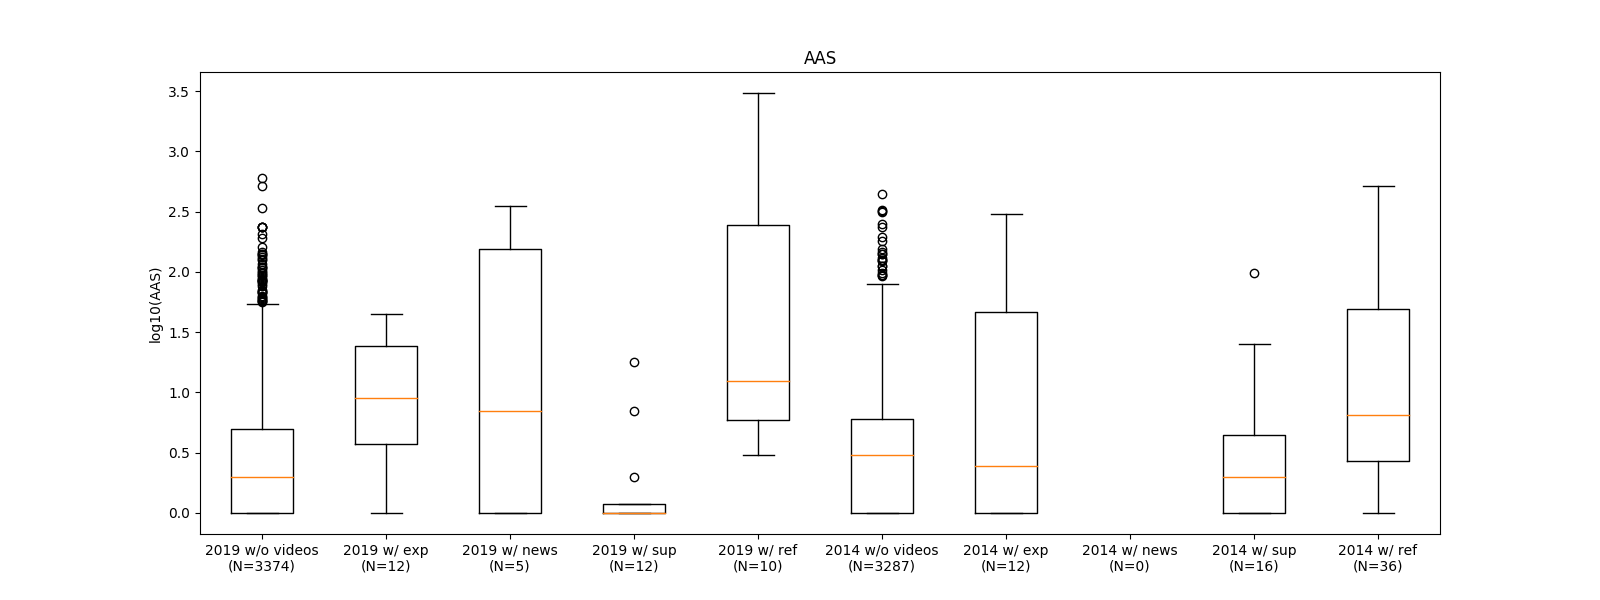 AAS
log10(AAS)
3.5
3.0
2.5
2.0
1.5
1.0
0.5
0.0
2019 w/o videos
(N=3374)
2019 w/ exp
(N=12)
2019 w/ news
(N=5)
2019 w/ sup
(N=12)
2019 w/ ref
(N=10)
2014 w/o videos
(N=3287)
2014 w/ exp
(N=12)
2014 w/ news
(N=0)
2014 w/ sup
(N=16)
2014 w/ ref
(N=36)